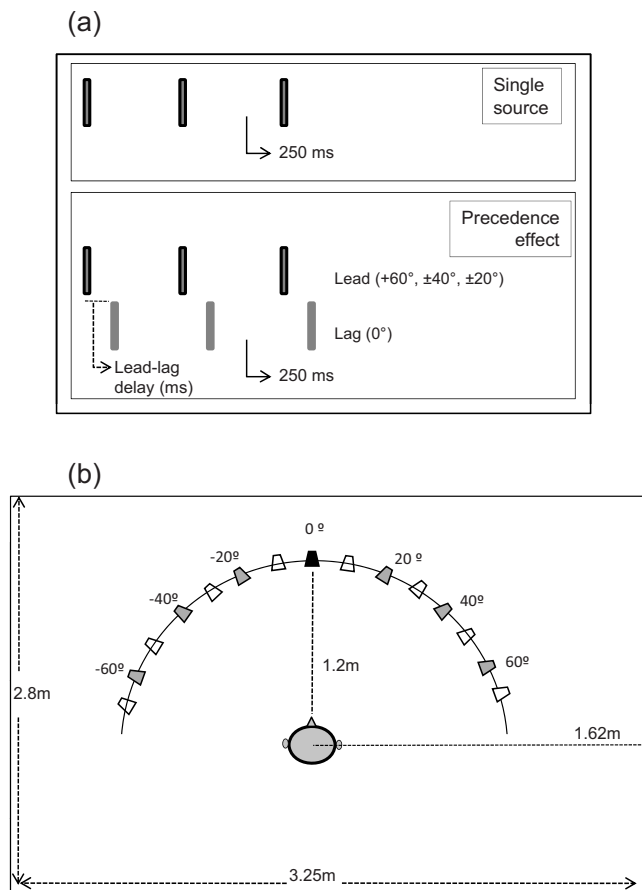 (a)
Single
source
250 ms
Precedence
effect
Lead (+60°, ±40°, ±20°)
Lag (0°)
Lead-lag
delay (ms)
250 ms
(b)
0 º
-20º
20 º
-40º
40º
-60º
60º
1.2m
2.8m
1.62m
3.25m